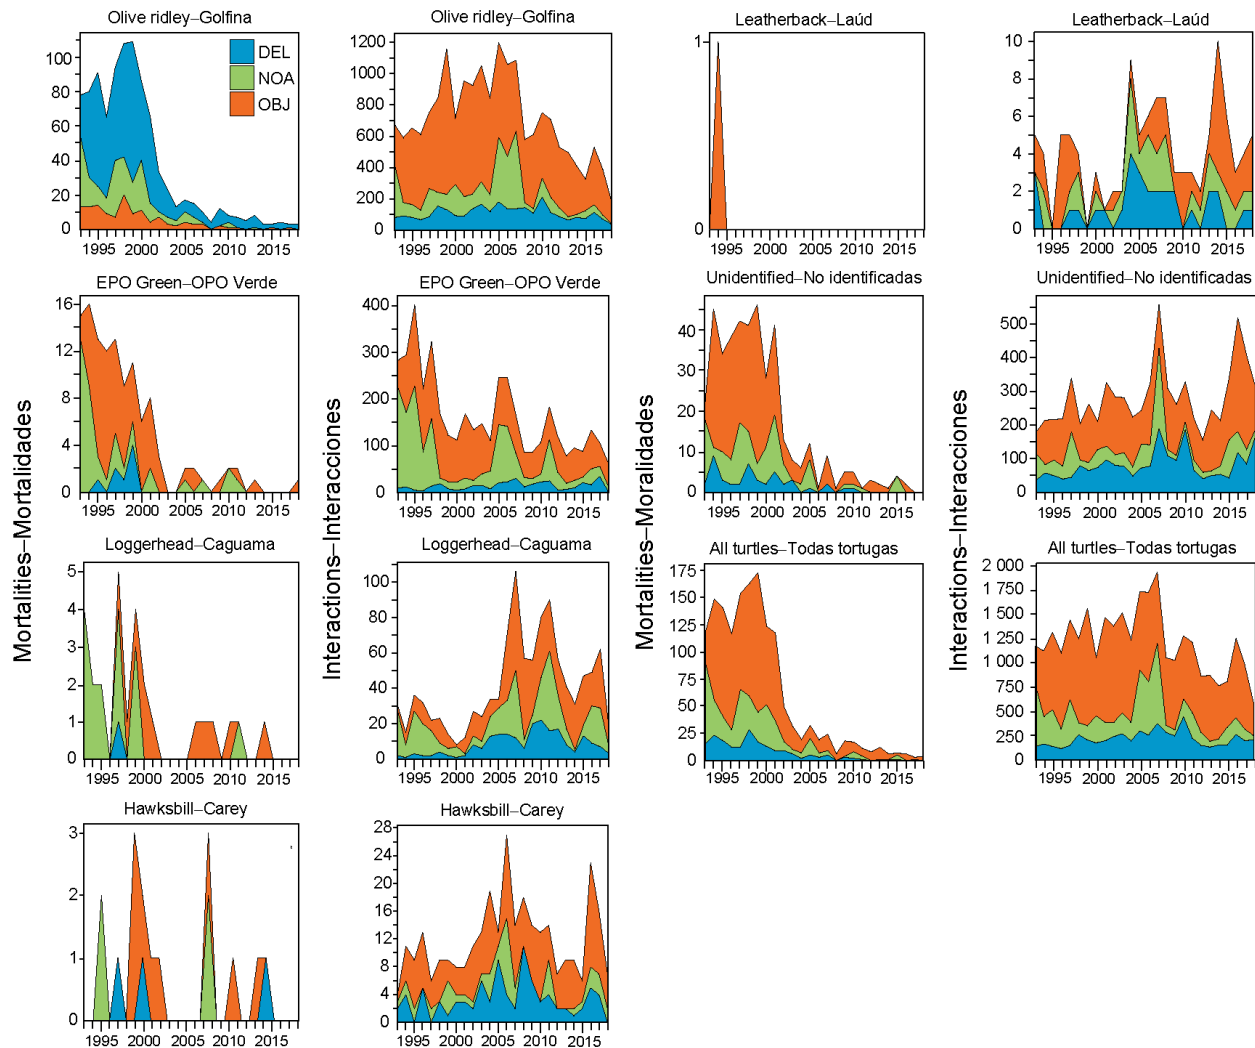 Olive ridley–Golfina
100
80
60
40
20
0
DEL
NOA
OBJ
1995 2000 2005 2010 2015
Olive ridley–Golfina
1200
1000
800
600
400
200
0
1995 2000 2005 2010 2015
Leatherback–Laúd
1
0
1995 2000 2005 2010 2015
Leatherback–Laúd
10
8
6
4
2
0
1995 2000 2005 2010 2015
EPO Green–OPO Verde
16
12
8
4
0
1995 2000 2005 2010 2015
EPO Green–OPO Verde
400
300
200
100
0
1995 2000 2005 2010 2015
Unidentified–No identificadas
40
30
20
10
0
1995 2000 2005 2010 2015
Unidentified–No identificadas
500
400
300
200
100
0
1995 2000 2005 2010 2015
Mortalities–Mortalidades
Interactions–Interacciones
Mortalities–Moralidades
Interactions–Interacciones
Loggerhead–Caguama
5
4
3
2
1
0
1995 2000 2005 2010 2015
Loggerhead–Caguama
100
80
60
40
20
0
1995 2000 2005 2010 2015
All turtles–Todas tortugas
175
150
125
100
75
50
25
0
1995 2000 2005 2010 2015
All turtles–Todas tortugas
2 000
1 750
1 500
1 250
1 000
750
500
250
0
1995 2000 2005 2010 2015
Hawksbill–Carey
3
2
1
0
1995 2000 2005 2010 2015
Hawksbill–Carey
28
24
20
16
12
8
4
0
1995 2000 2005 2010 2015